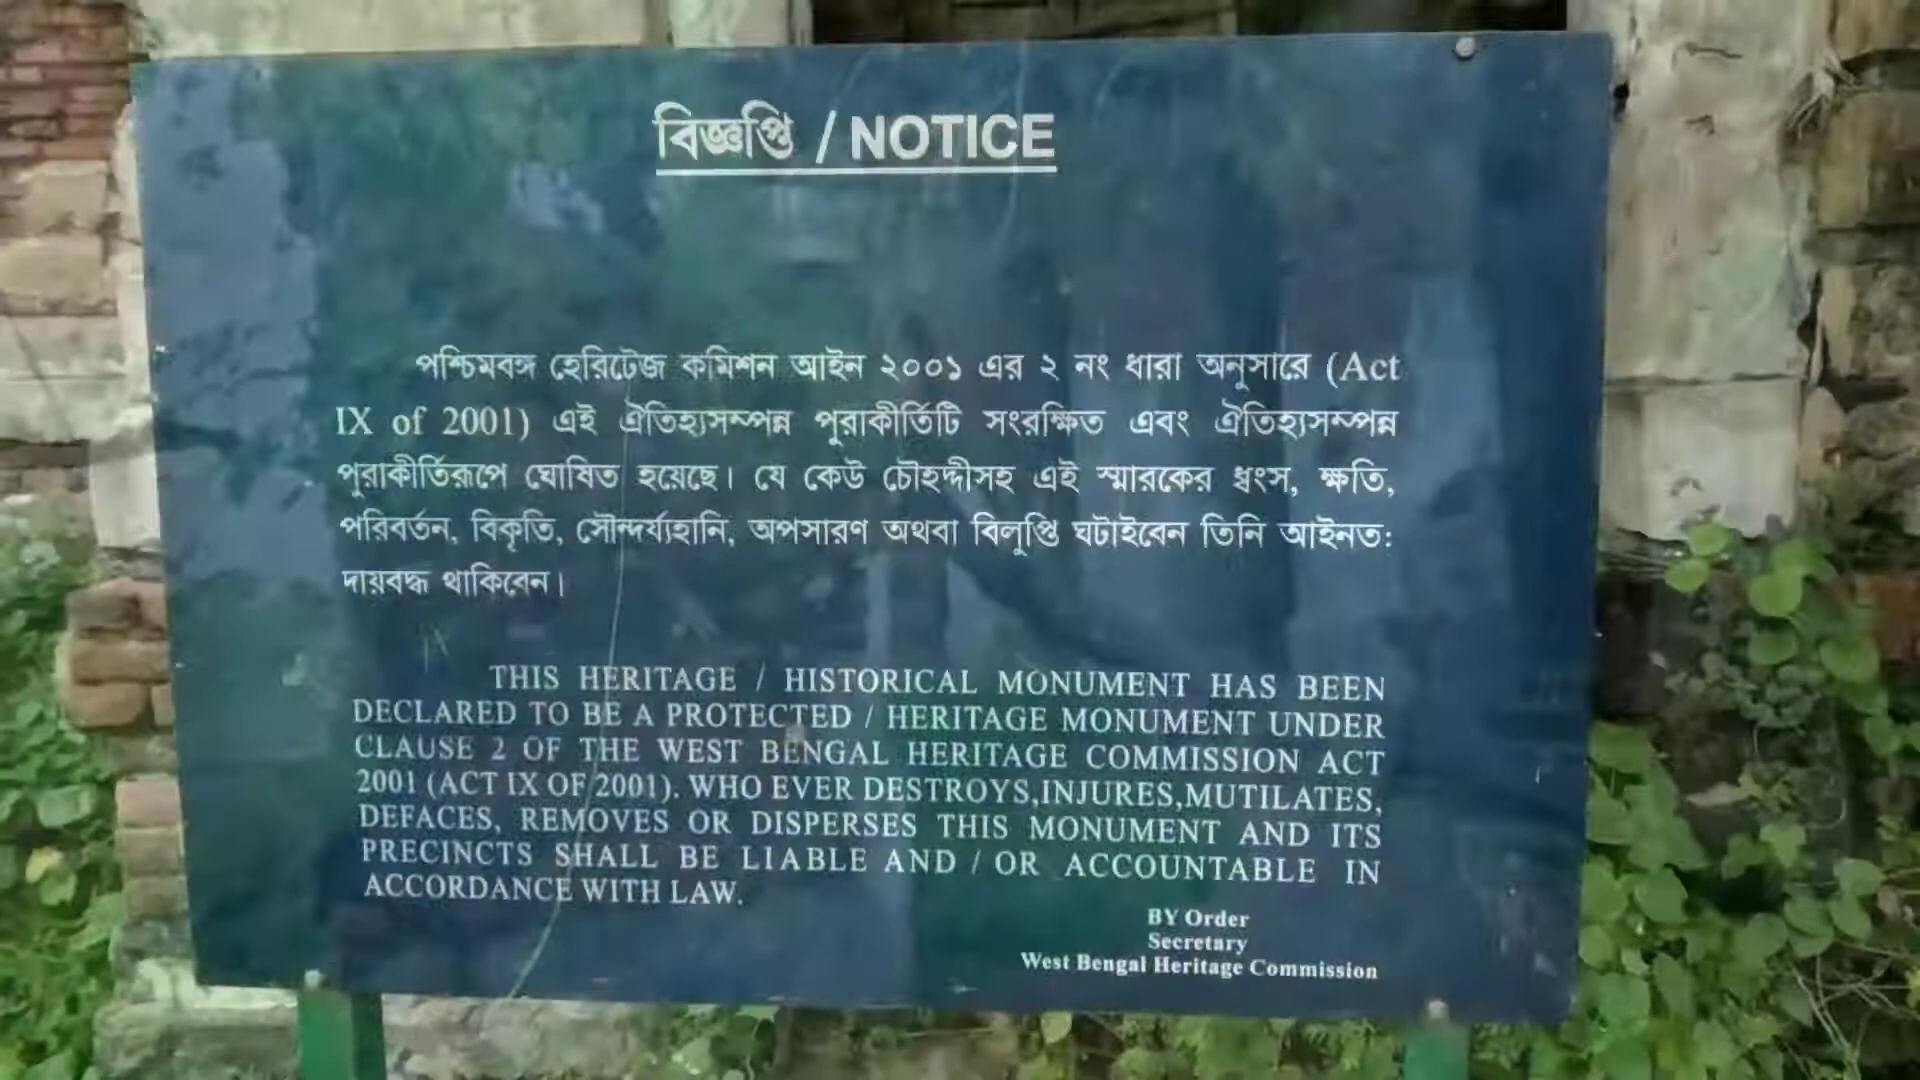 বিজ্ঞপ্তি / NOTICE
পশ্চিমবঙ্গ হেরিটেজ কমিশন আইন ২০০১ এর ২ নং ধারা অনুসারে (Act
IX of 2001) এই ঐতিহ্যসম্পন্ন পুরাকীর্তিটি সংরক্ষিত এবং ঐতিহ্যসম্পন্ন
পুরাকীর্তিরূপে ঘোষিত হয়েছে। যে কেউ চৌহদ্দীসহ এই স্মারকের ধ্বংস, ক্ষতি,
পরিবর্তন, বিকৃতি, সৌন্দর্য্যহানি, অপসারণ অথবা বিলুপ্তি ঘটাইবেন তিনি আইনত:
দায়বদ্ধ থাকিবেন।
THIS HERITAGE / HISTORICAL MONUMENT HAS BEEN
DECLARED TO BE A PROTECTED / HERITAGE MONUMENT UNDER
CLAUSE 2 OF THE WEST BENGAL HERITAGE COMMISSION ACT
2001 (ACT IX OF 2001). WHO EVER DESTROYS,INJURES,MUTILATES,
DEFACES, REMOVES OR DISPERSES THIS MONUMENT AND ITS
PRECINCTS SHALL BE LIABLE AND / OR ACCOUNTABLE IN
ACCORDANCE WITH LAW.
BY Order
Secretary
West Bengal Heritage Commission